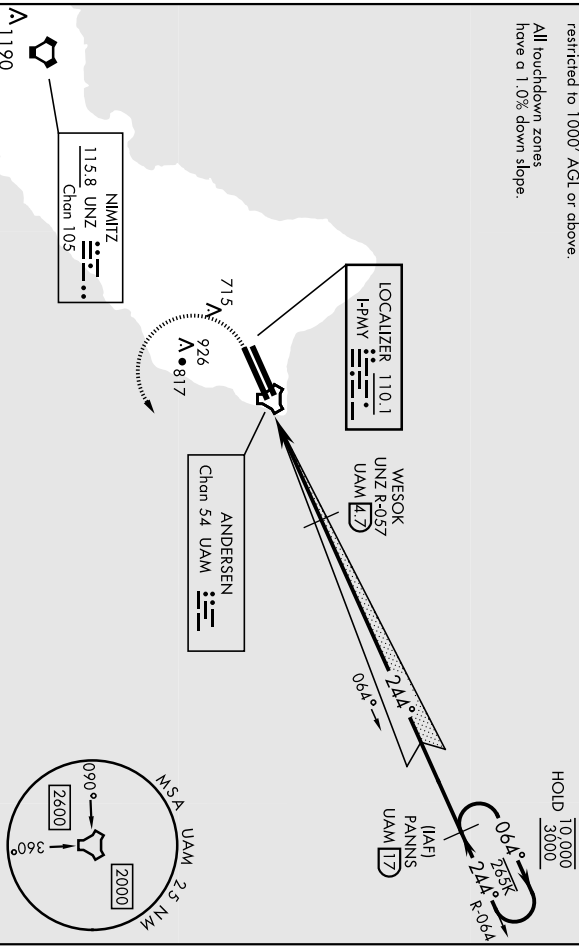 restricted to 1000' AGL or above.
All touchdown zones
have a 1.0% down slope.
HOLD 10,000
3000
064°
265K
244°
R-064
(IAF)
PANNS
UAM 17
244°
064°
WESOK
UNZ R-057
UAM 4.7
LOCALIZER 110.1
I-PMY
ANDERSEN
Chan 54 UAM
715
926
817
NIMITZ
115.8 UNZ
Chan 105
1190
MSA UAM 25 NM
090°
2600
360°
2000